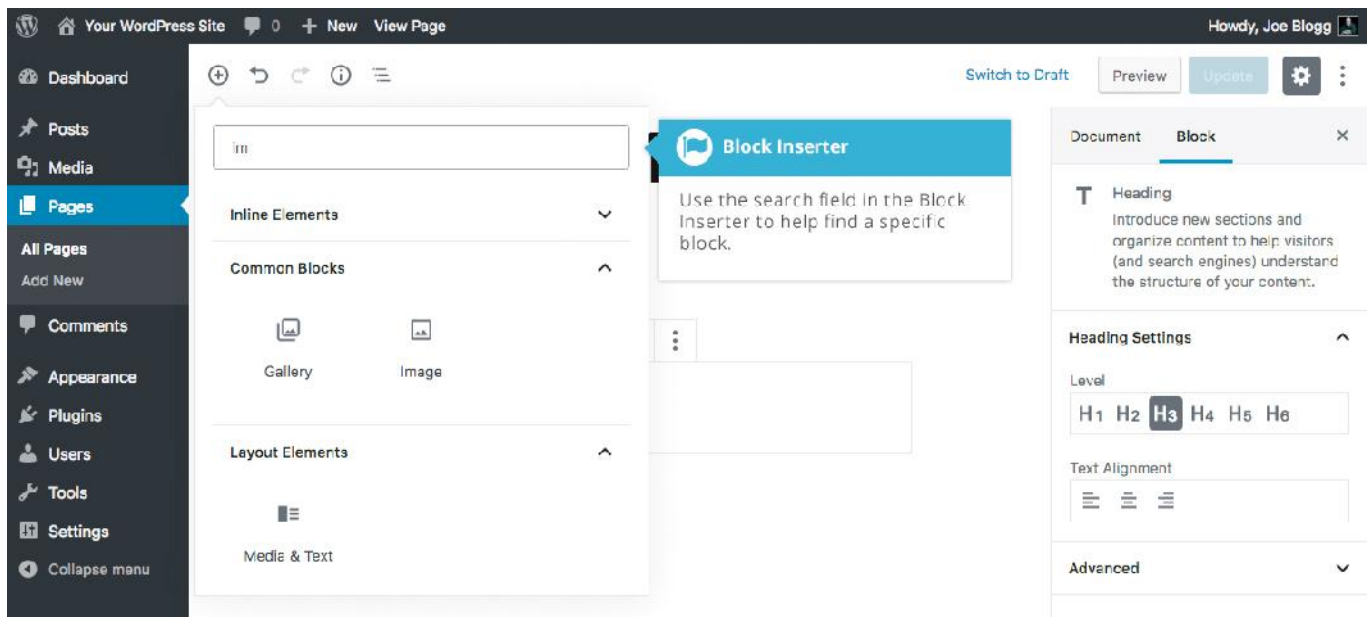 Your WordPress Site 0 + New View Page Howdy, Joe Blogg
Dashboard
Posts
Media
Pages
All Pages
Add New
Comments
Appearance
Plugins
Users
Tools
Settings
Collapse menu
Switch to Draft Preview Update
im
Inline Elements
Common Blocks
Gallery Image
Layout Elements
Media & Text
Block Inserter
Use the search field in the Block
Inserter to help find a specific
block.
Document Block
Heading
Introduce new sections and
organize content to help visitors
(and search engines) understand
the structure of your content.
Heading Settings
Level
H1 H2 H3 H4 H5 H6
Text Alignment
Advanced